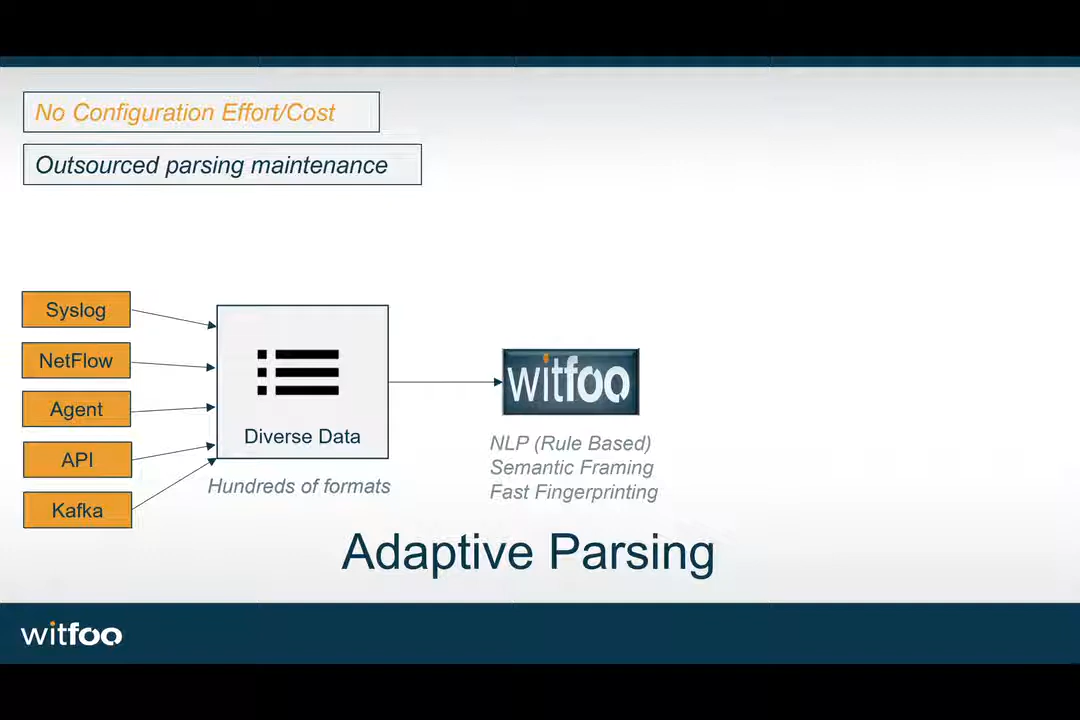 No Configuration Effort/Cost
Outsourced parsing maintenance
Syslog
NetFlow
Agent
API
Kafka
Diverse Data
Hundreds of formats
witfoo
NLP (Rule Based)
Semantic Framing
Fast Fingerprinting
Adaptive Parsing
witfoo